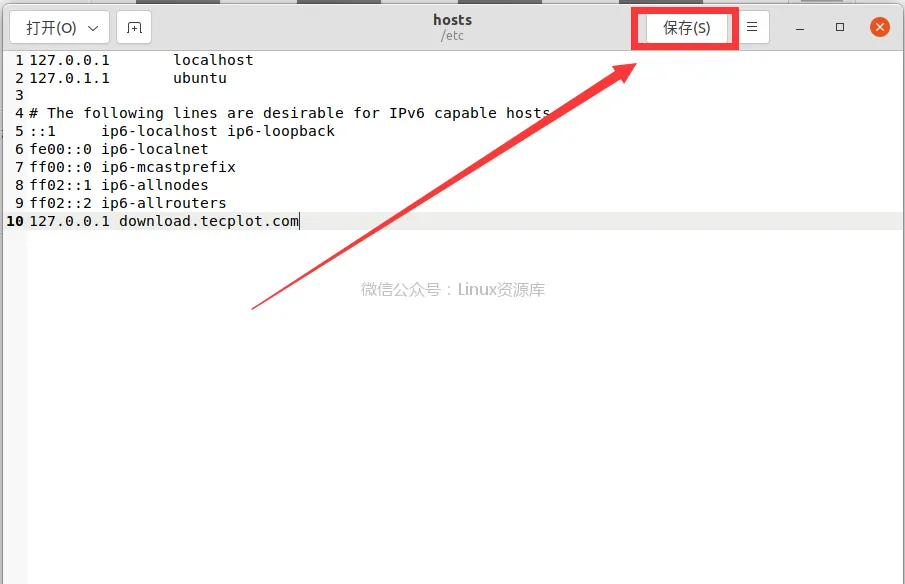 打开(O)
hosts
/etc
保存(S)
1 127.0.0.1       localhost
2 127.0.1.1       ubuntu
3
4 # The following lines are desirable for IPv6 capable hosts
5 ::1     ip6-localhost ip6-loopback
6 fe00::0 ip6-localnet
7 ff00::0 ip6-mcastprefix
8 ff02::1 ip6-allnodes
9 ff02::2 ip6-allrouters
10 127.0.0.1 download.tecplot.com
微信公众号：Linux资源库